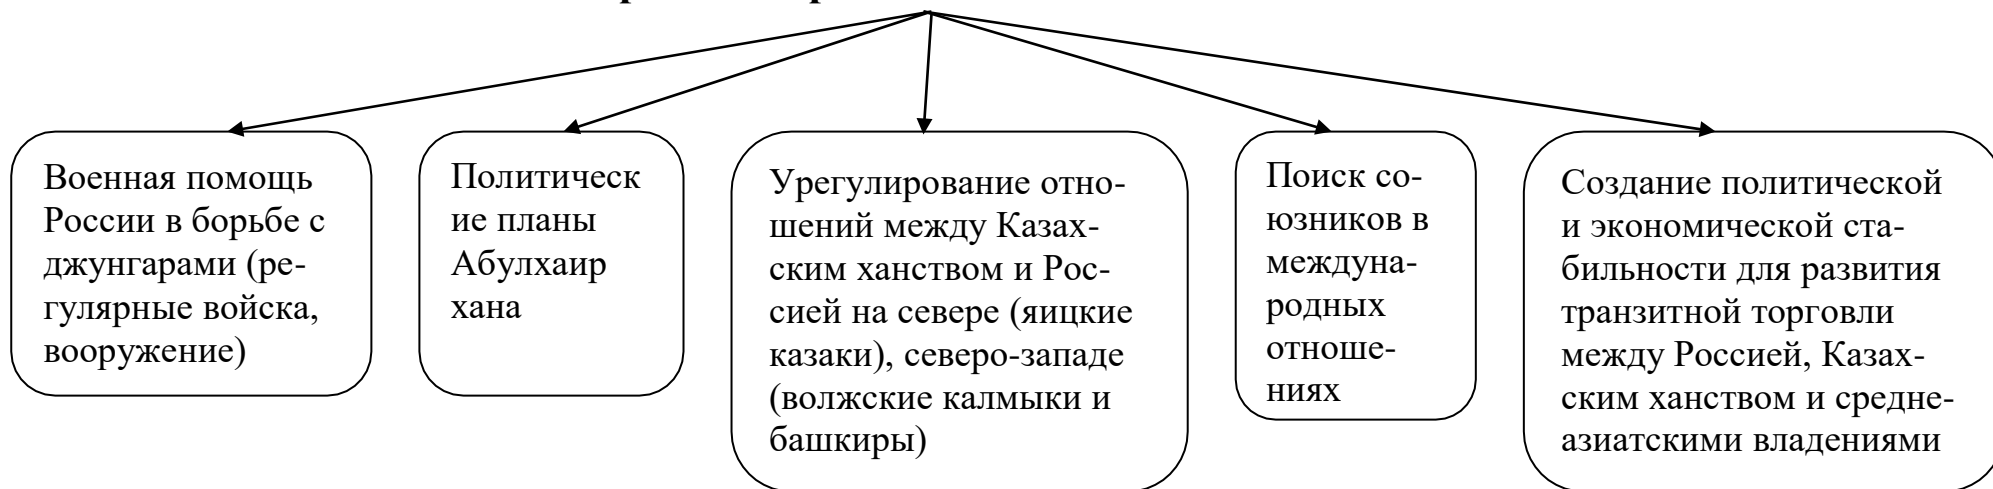 Военная помощь
России в борьбе с
джунгарами (ре-
гулярные войска,
вооружение)
Политическ
ие планы
Абулхаир
хана
Урегулирование отно-
шений между Казах-
ским ханством и Рос-
сией на севере (яицкие
казаки), северо-западе
(волжские калмыки и
башкиры)
Поиск со-
юзников в
междуна-
родных
отноше-
ниях
Создание политической
и экономической ста-
бильности для развития
транзитной торговли
между Россией, Казах-
ским ханством и средне-
азиатскими владениями